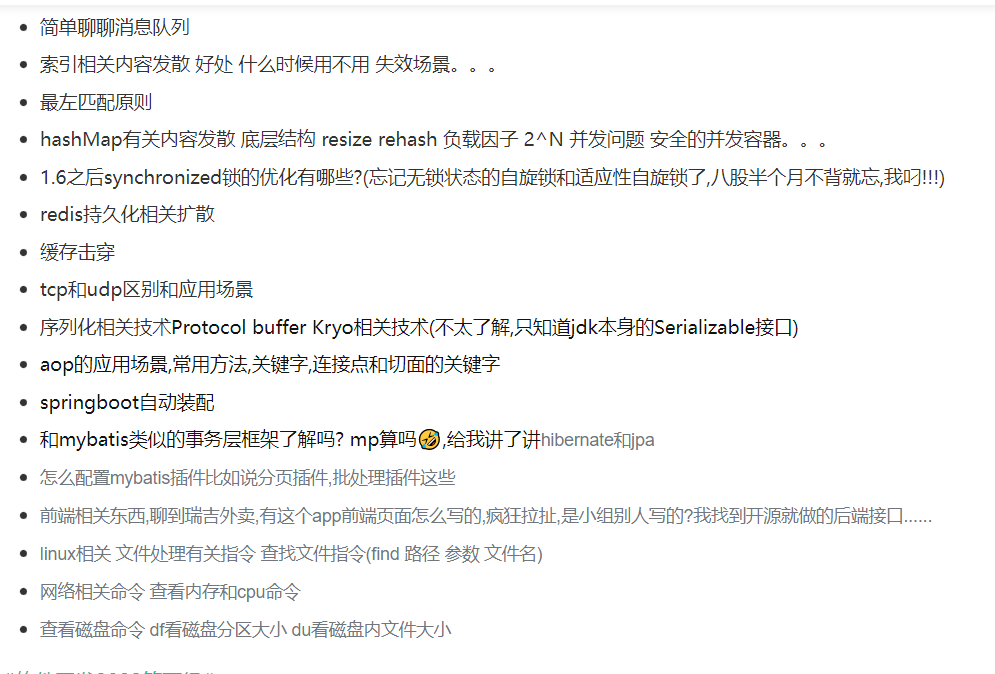 简单聊聊消息队列
索引相关内容发散 好处 什么时候用不用 失效场景。。。
最左匹配原则
hashMap有关内容发散 底层结构 resize rehash 负载因子 2^N 并发问题 安全的并发容器。。。
1.6之后synchronized锁的优化有哪些?(忘记无锁状态的自旋锁和适应性自旋锁了,八股半个月不背就忘,我叼!!!)
redis持久化相关扩散
缓存击穿
tcp和udp区别和应用场景
序列化相关技术Protocol buffer Kryo相关技术(不太了解,只知道jdk本身的Serializable接口)
aop的应用场景,常用方法,关键字,连接点和切面的关键字
springboot自动装配
和mybatis类似的事务层框架了解吗? mp算吗🤣,给我讲了讲hibernate和jpa
怎么配置mybatis插件比如说分页插件,批处理插件这些
前端相关东西,聊到瑞吉外卖,有这个app前端页面怎么写的,疯狂拉扯,是小组别人写的?我找到开源就做的后端接口......
linux相关 文件处理有关指令 查找文件指令(find 路径 参数 文件名)
网络相关命令 查看内存和cpu命令
查看磁盘命令 df看磁盘分区大小 du看磁盘内文件大小